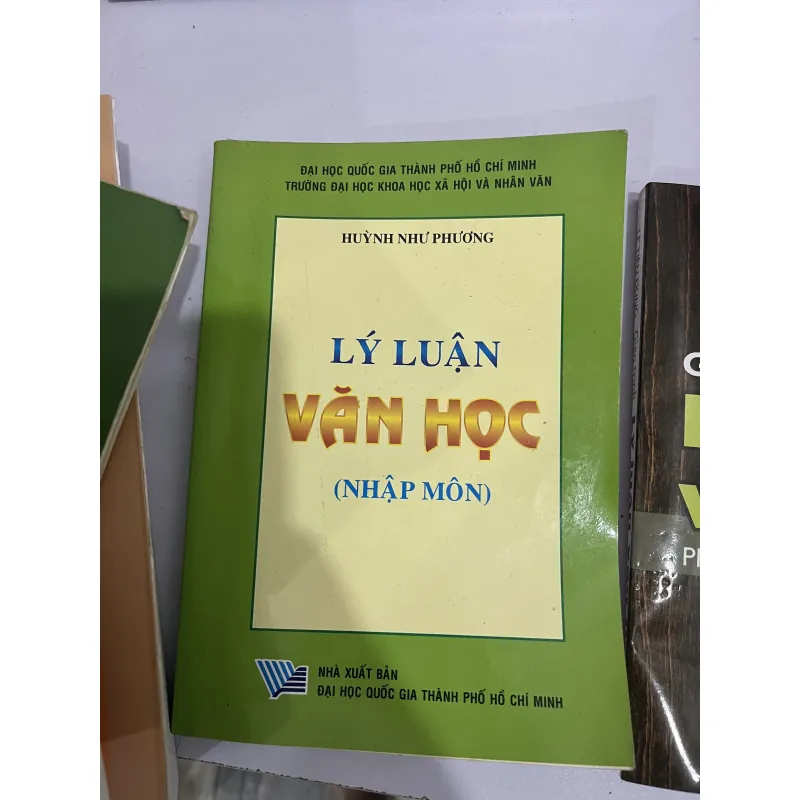 ĐẠI HỌC QUỐC GIA THÀNH PHỐ HỒ CHÍ MINH
TRƯỜNG ĐẠI HỌC KHOA HỌC XÃ HỘI VÀ NHÂN VĂN
HUỲNH NHƯ PHƯƠNG
LÝ LUẬN
VĂN HỌC
(NHẬP MÔN)
NHÀ XUẤT BẢN
ĐẠI HỌC QUỐC GIA THÀNH PHỐ HỒ CHÍ MINH